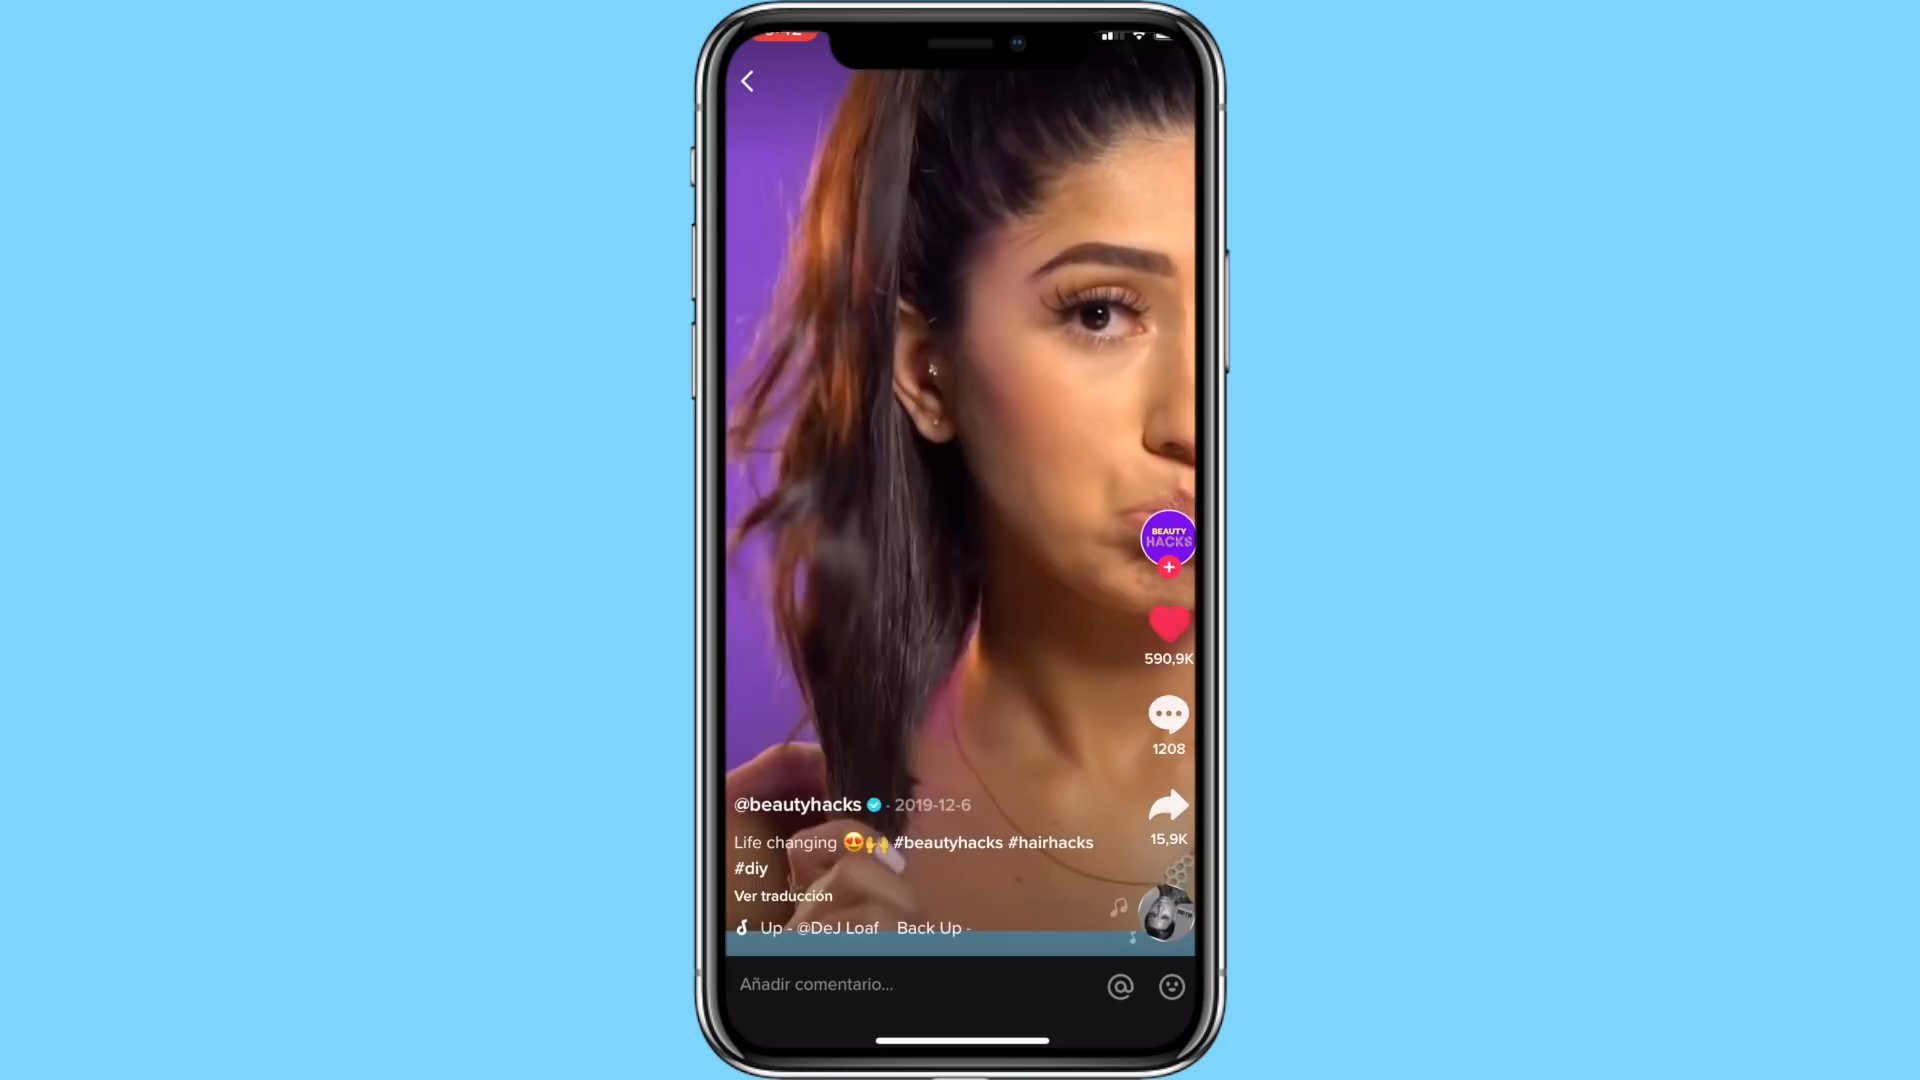 BEAUTY
HACKS
590,9K
1208
@beautyhacks · 2019-12-6
15,9K
Life changing 😍🙌 #beautyhacks #hairhacks
#diy
Ver traducción
Up - @DeJ Loaf Back Up -
Añadir comentario...